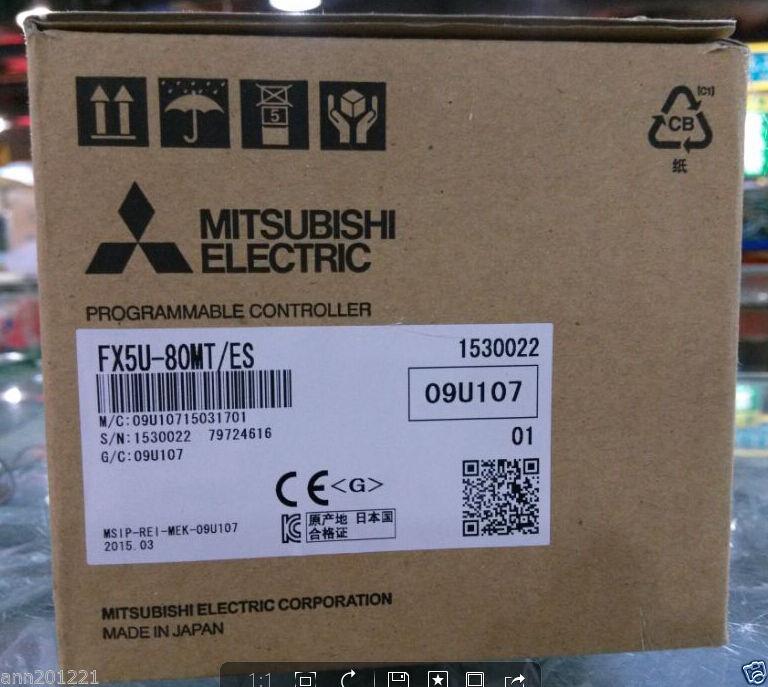 5
[C1]
CB
纸
MITSUBISHI
ELECTRIC
PROGRAMMABLE CONTROLLER
FX5U-80MT/ES
1530022
09U107
M/C:09U10715031701
S/N:1530022 79724616
G/C:09U107
01
CE <G>
原产地 日本国
合格证
MSIP-REI-MEK-09U107
2015.03
MITSUBISHI ELECTRIC CORPORATION
MADE IN JAPAN
ann201221
1:1